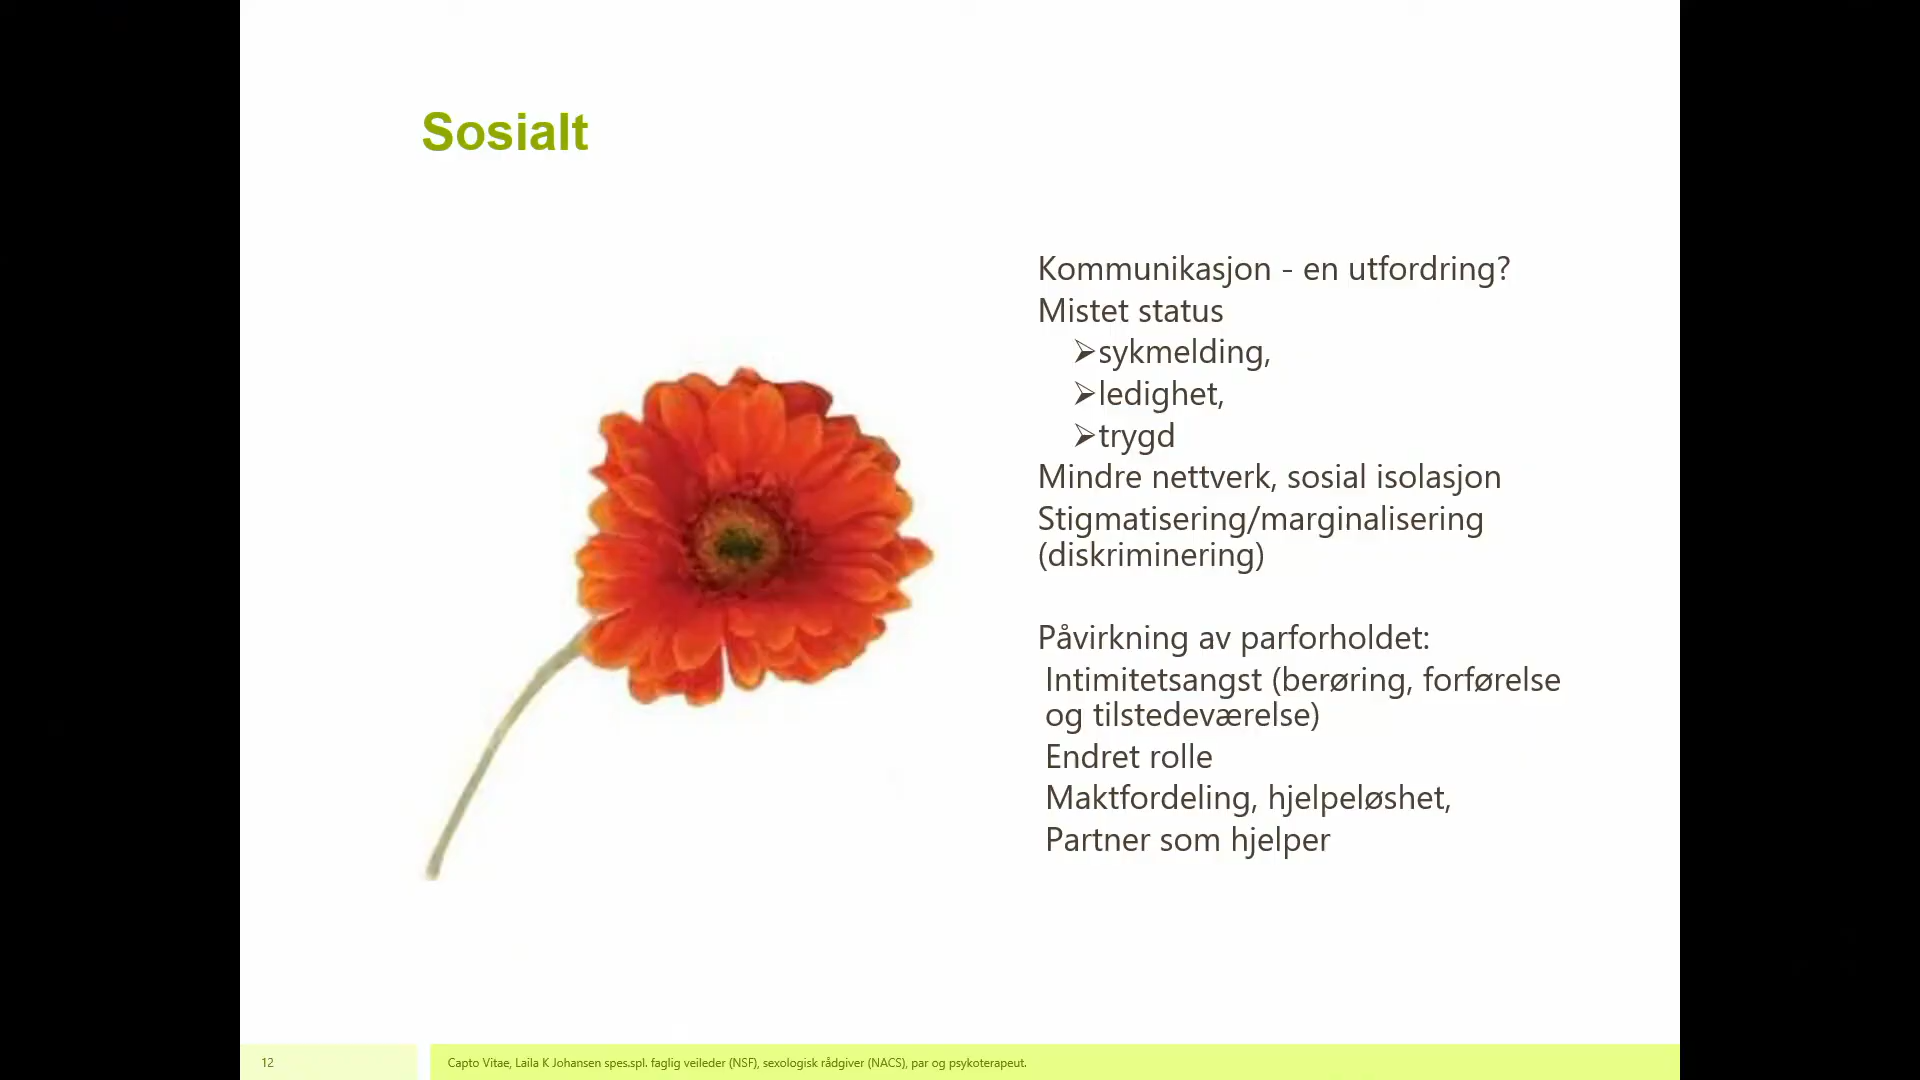 Sosialt
Kommunikasjon - en utfordring?
Mistet status
➢sykmelding,
➢ledighet,
➢trygd
Mindre nettverk, sosial isolasjon
Stigmatisering/marginalisering
(diskriminering)
Påvirkning av parforholdet:
Intimitetsangst (berøring, forførelse
og tilstedeværelse)
Endret rolle
Maktfordeling, hjelpeløshet,
Partner som hjelper
12
Capto Vitae, Laila K Johansen spes.spl. faglig veileder (NSF), sexologisk rådgiver (NACS), par og psykoterapeut.